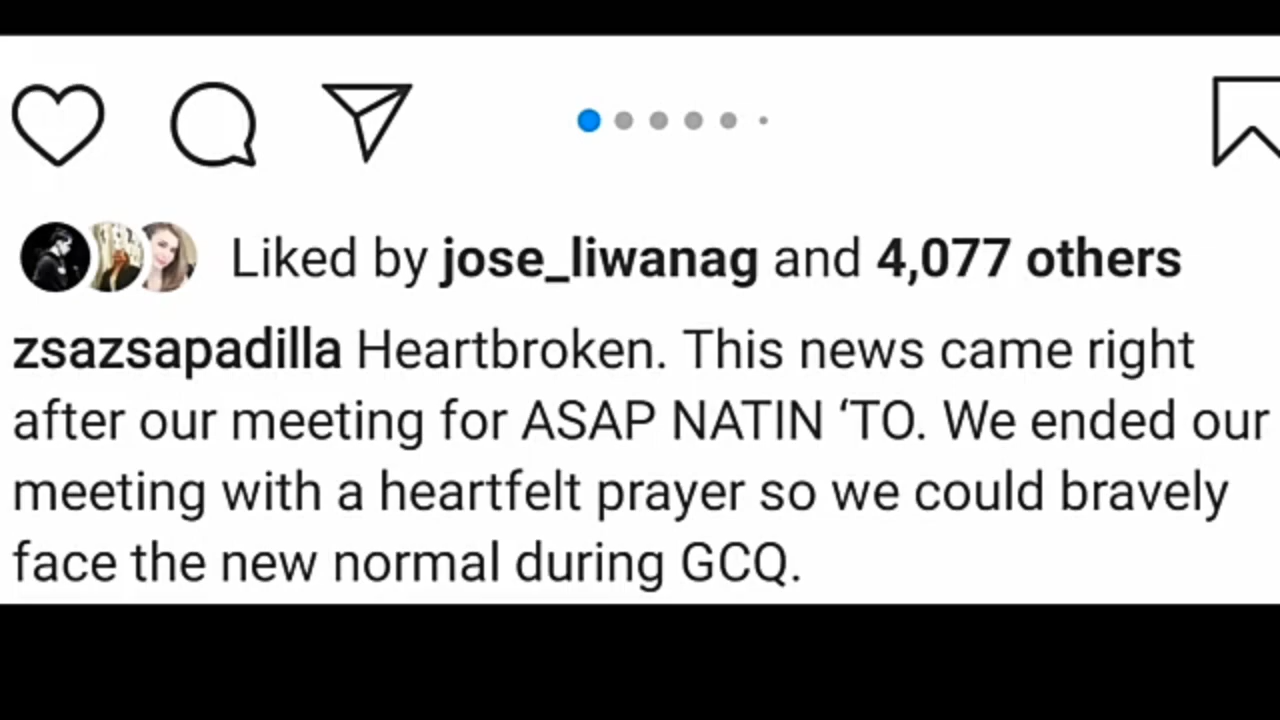 Liked by jose_liwanag and 4,077 others
zsazsapadilla Heartbroken. This news came right
after our meeting for ASAP NATIN ‘TO. We ended our
meeting with a heartfelt prayer so we could bravely
face the new normal during GCQ.